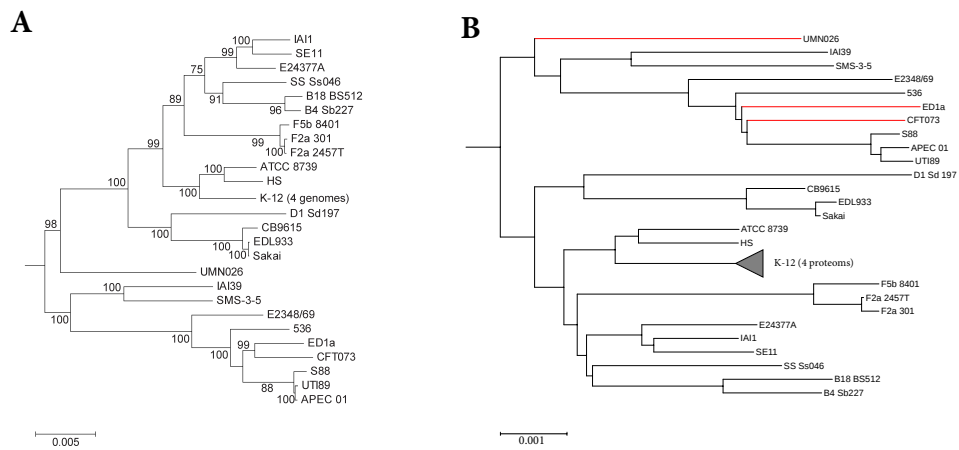 A
100
IAI1
SE11
99
E24377A
75
SS Ss046
91
B18 BS512
96
B4 Sb227
89
F5b 8401
99
F2a 301
100
F2a 2457T
99
100
ATCC 8739
HS
100
K-12 (4 genomes)
100
D1 Sd197
100
CB9615
100
EDL933
100
Sakai
98
UMN026
100
IAI39
SMS-3-5
100
E2348/69
100
536
100
99
ED1a
CFT073
S88
88
UTI89
100
APEC 01
0.005
B
UMN026
IAI39
SMS-3-5
E2348/69
536
ED1a
CFT073
S88
APEC 01
UTI89
D1 Sd 197
CB9615
EDL933
Sakai
ATCC 8739
HS
K-12 (4 proteoms)
F5b 8401
F2a 2457T
F2a 301
E24377A
IAI1
SE11
SS Ss046
B18 BS512
B4 Sb227
0.001